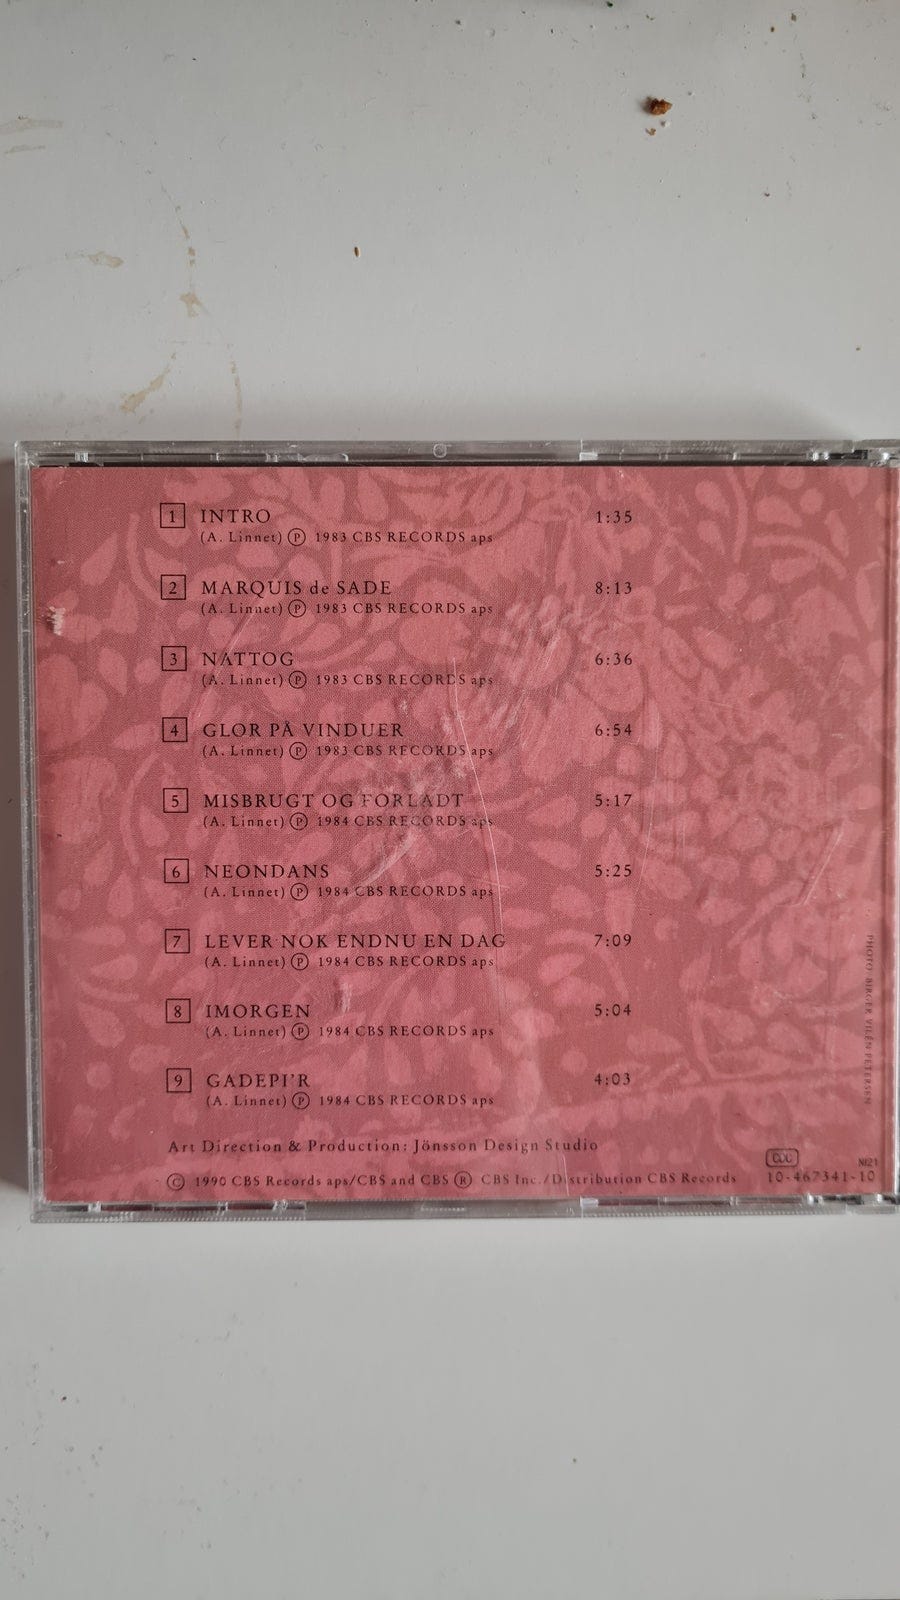 1 INTRO 1:35
(A. Linnet) Ⓟ 1983 CBS RECORDS aps
2 MARQUIS de SADE 8:13
(A. Linnet) Ⓟ 1983 CBS RECORDS aps
3 NATTOG 6:36
(A. Linnet) Ⓟ 1983 CBS RECORDS aps
4 GLOR PÅ VINDUER 6:54
(A. Linnet) Ⓟ 1983 CBS RECORDS aps
5 MISBRUGT OG FORLADT 5:17
(A. Linnet) Ⓟ 1984 CBS RECORDS aps
6 NEONDANS 5:25
(A. Linnet) Ⓟ 1984 CBS RECORDS aps
7 LEVER NOK ENDNU EN DAG 7:09
(A. Linnet) Ⓟ 1984 CBS RECORDS aps
8 IMORGEN 5:04
(A. Linnet) Ⓟ 1984 CBS RECORDS aps
9 GADEPI'R 4:03
(A. Linnet) Ⓟ 1984 CBS RECORDS aps
Art Direction & Production: Jönsson Design Studio
© 1990 CBS Records aps/CBS and CBS Ⓡ CBS Inc./Distribution CBS Records
N121
10-467341-10
PHOTO: BIRGER VILÉN PETERSEN